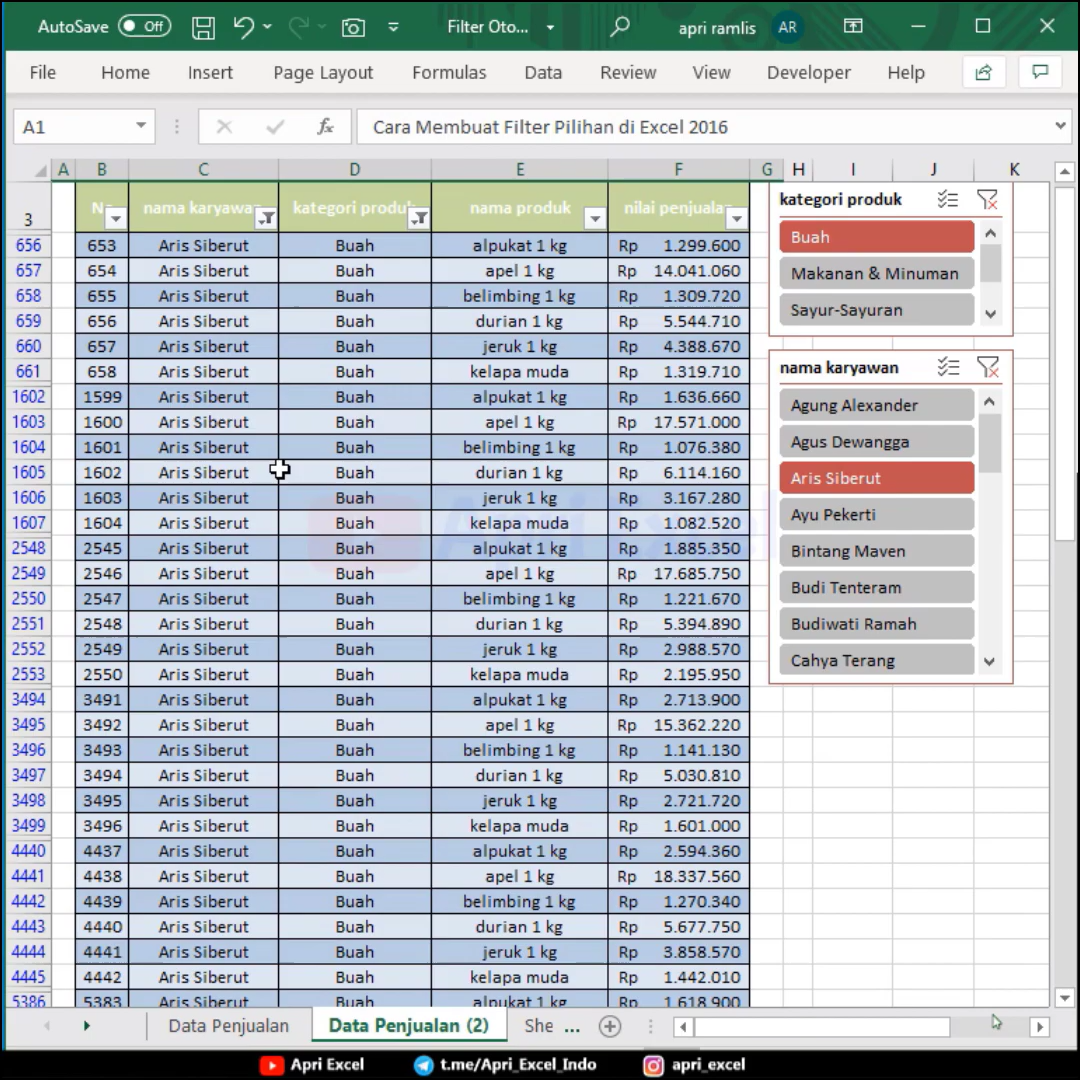 AutoSave Off Filter Oto... apri ramlis AR
File Home Insert Page Layout Formulas Data Review View Developer Help
A1 fx Cara Membuat Filter Pilihan di Excel 2016
A B C D E F G H I J K
3 nama karyawan kategori produk nama produk nilai penjualan
656 653 Aris Siberut Buah alpukat 1 kg Rp 1.299.600
657 654 Aris Siberut Buah apel 1 kg Rp 14.041.060
658 655 Aris Siberut Buah belimbing 1 kg Rp 1.309.720
659 656 Aris Siberut Buah durian 1 kg Rp 5.544.710
660 657 Aris Siberut Buah jeruk 1 kg Rp 4.388.670
661 658 Aris Siberut Buah kelapa muda Rp 1.319.710
1602 1599 Aris Siberut Buah alpukat 1 kg Rp 1.636.660
1603 1600 Aris Siberut Buah apel 1 kg Rp 17.571.000
1604 1601 Aris Siberut Buah belimbing 1 kg Rp 1.076.380
1605 1602 Aris Siberut Buah durian 1 kg Rp 6.114.160
1606 1603 Aris Siberut Buah jeruk 1 kg Rp 3.167.280
1607 1604 Aris Siberut Buah kelapa muda Rp 1.082.520
2548 2545 Aris Siberut Buah alpukat 1 kg Rp 1.885.350
2549 2546 Aris Siberut Buah apel 1 kg Rp 17.685.750
2550 2547 Aris Siberut Buah belimbing 1 kg Rp 1.221.670
2551 2548 Aris Siberut Buah durian 1 kg Rp 5.394.890
2552 2549 Aris Siberut Buah jeruk 1 kg Rp 2.988.570
2553 2550 Aris Siberut Buah kelapa muda Rp 2.195.950
3494 3491 Aris Siberut Buah alpukat 1 kg Rp 2.713.900
3495 3492 Aris Siberut Buah apel 1 kg Rp 15.362.220
3496 3493 Aris Siberut Buah belimbing 1 kg Rp 1.141.130
3497 3494 Aris Siberut Buah durian 1 kg Rp 5.030.810
3498 3495 Aris Siberut Buah jeruk 1 kg Rp 2.721.720
3499 3496 Aris Siberut Buah kelapa muda Rp 1.601.000
4440 4437 Aris Siberut Buah alpukat 1 kg Rp 2.594.360
4441 4438 Aris Siberut Buah apel 1 kg Rp 18.337.560
4442 4439 Aris Siberut Buah belimbing 1 kg Rp 1.270.340
4443 4440 Aris Siberut Buah durian 1 kg Rp 5.677.750
4444 4441 Aris Siberut Buah jeruk 1 kg Rp 3.858.570
4445 4442 Aris Siberut Buah kelapa muda Rp 1.442.010
5386 5383 Aris Siberut Buah alpukat 1 kg Rp 1.618.900
kategori produk
Buah
Makanan & Minuman
Sayur-Sayuran
nama karyawan
Agung Alexander
Agus Dewangga
Aris Siberut
Ayu Pekerti
Bintang Maven
Budi Tenteram
Budiwati Ramah
Cahya Terang
Apri Excel
Data Penjualan Data Penjualan (2) She ...
Apri Excel t.me/Apri_Excel_Indo apri_excel